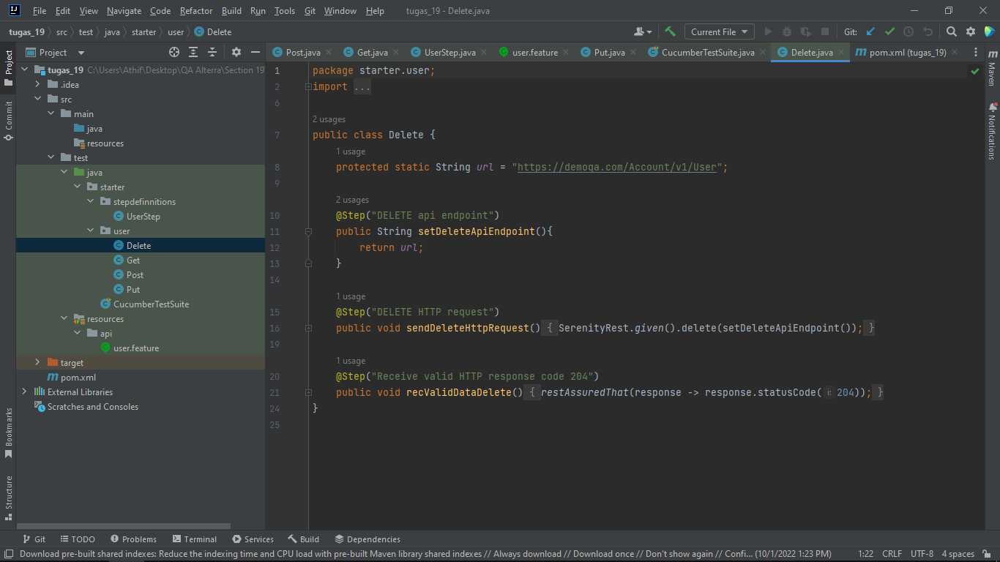 File Edit View Navigate Code Refactor Build Run Tools Git Window Help tugas_19 - Delete.java
tugas_19 src test java starter user Delete
Current File
Git:
Project
Post.java Get.java UserStep.java user.feature Put.java CucumberTestSuite.java Delete.java pom.xml (tugas_19)
Project
Commit
Bookmarks
Structure
tugas_19 C:\Users\Athif\Desktop\QA Alterra\Section 19\
.idea
src
main
java
resources
test
java
starter
stepdefinnitions
UserStep
user
Delete
Get
Post
Put
CucumberTestSuite
resources
api
user.feature
target
pom.xml
External Libraries
Scratches and Consoles
1 package starter.user;
2 import ...
6
2 usages
7 public class Delete {
1 usage
8 protected static String url = "https://demoqa.com/Account/v1/User";
9
2 usages
10 @Step("DELETE api endpoint")
11 public String setDeleteApiEndpoint(){
12 return url;
13 }
14
1 usage
15 @Step("DELETE HTTP request")
16 public void sendDeleteHttpRequest() { SerenityRest.given().delete(setDeleteApiEndpoint()); }
19
1 usage
20 @Step("Receive valid HTTP response code 204")
21 public void recValidDataDelete() { restAssuredThat(response -> response.statusCode( i: 204)); }
24 }
25
Maven
Notifications
Git TODO Problems Terminal Services Build Dependencies
Download pre-built shared indexes: Reduce the indexing time and CPU load with pre-built Maven library shared indexes // Always download // Download once // Don't show again // Confi... (10/1/2022 1:23 PM) 1:22 CRLF UTF-8 4 spaces